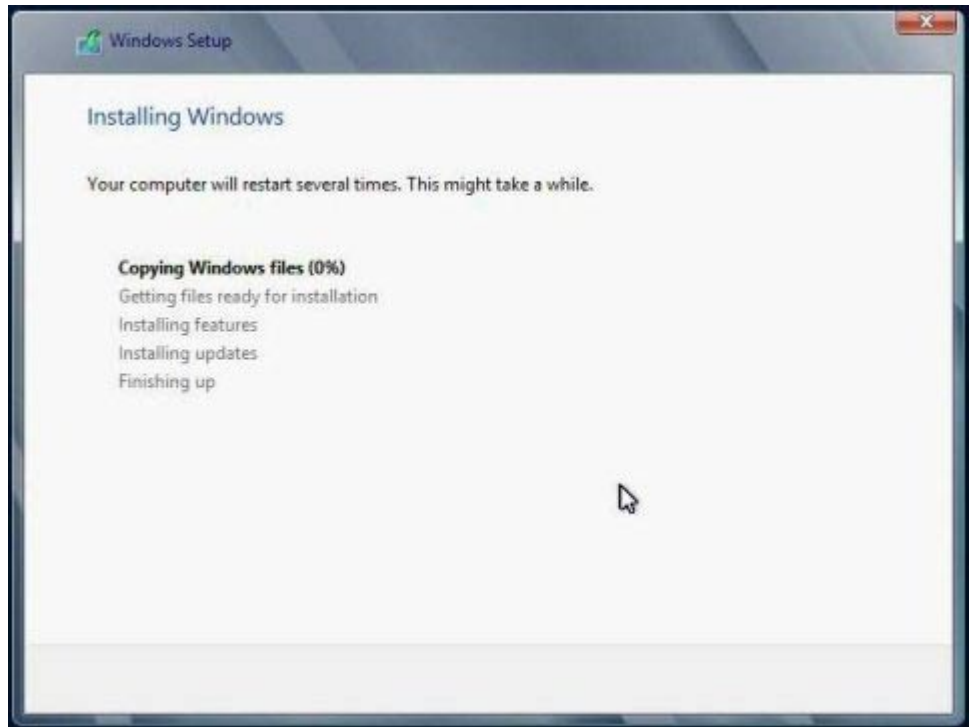 Windows Setup
Installing Windows
Your computer will restart several times. This might take a while.
Copying Windows files (0%)
Getting files ready for installation
Installing features
Installing updates
Finishing up